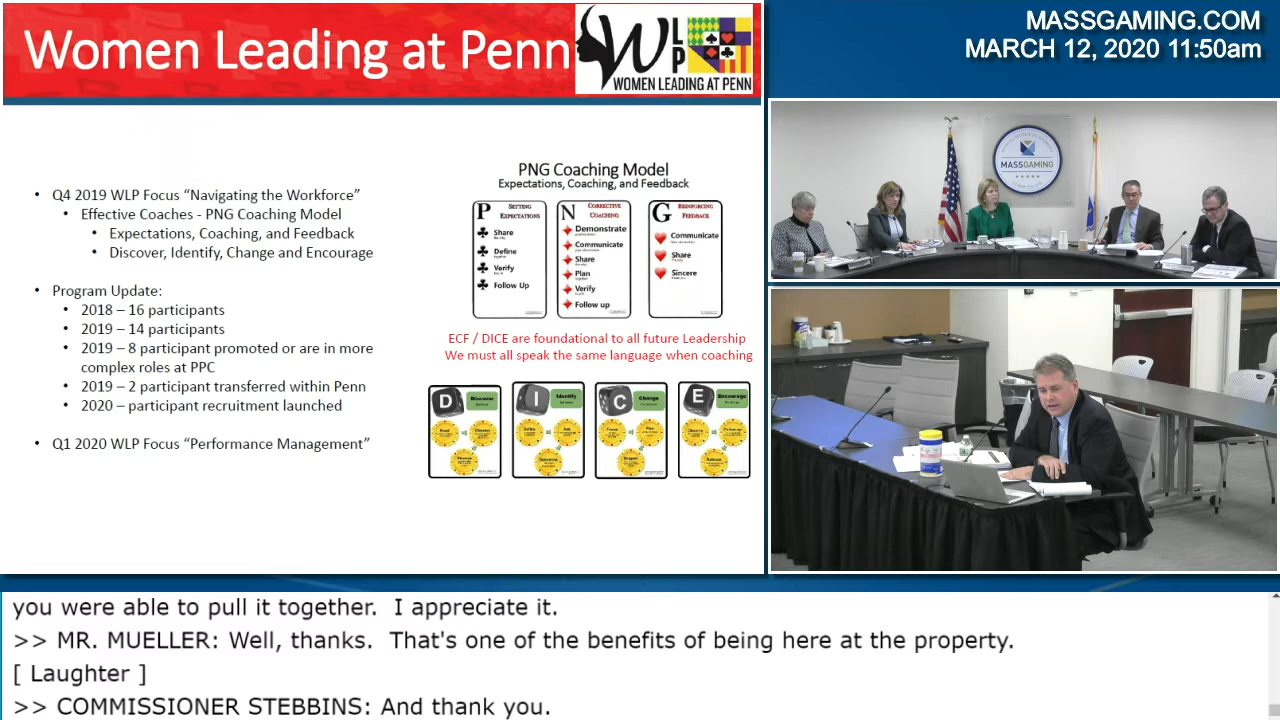 Women Leading at Penn
WLP
WOMEN LEADING AT PENN
MASSGAMING.COM
MARCH 12, 2020 11:50am
MASSGAMING
• Q4 2019 WLP Focus “Navigating the Workforce”
• Effective Coaches - PNG Coaching Model
• Expectations, Coaching, and Feedback
• Discover, Identify, Change and Encourage
• Program Update:
• 2018 – 16 participants
• 2019 – 14 participants
• 2019 – 8 participant promoted or are in more
complex roles at PPC
• 2019 – 2 participant transferred within Penn
• 2020 – participant recruitment launched
• Q1 2020 WLP Focus “Performance Management”
PNG Coaching Model
Expectations, Coaching, and Feedback
P SETTING
EXPECTATIONS
Share
Define
Verify
Follow Up
N CORRECTIVE
COACHING
Demonstrate
Communicate
Share
Plan
Verify
Follow up
G REINFORCING
FEEDBACK
Communicate
Share
Sincere
ECF / DICE are foundational to all future Leadership
We must all speak the same language when coaching
D Discover
I Identify
C Change
E Encourage
you were able to pull it together. I appreciate it.
>> MR. MUELLER: Well, thanks. That's one of the benefits of being here at the property.
[ Laughter ]
>> COMMISSIONER STEBBINS: And thank you.